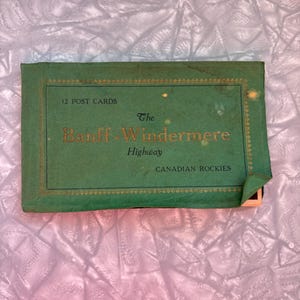 12 POST CARDS
The
Banff-Windermere
Highway
CANADIAN ROCKIES